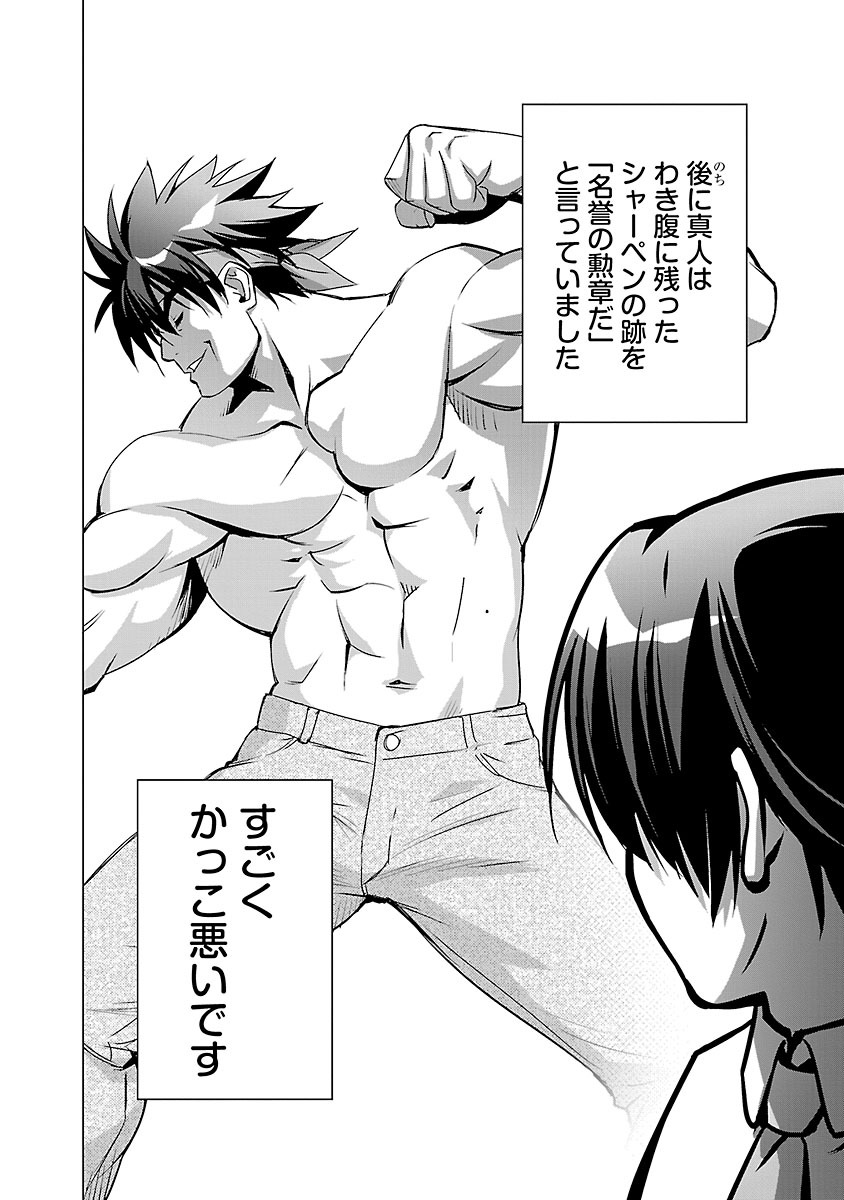 後に真人は
のち
わき腹に残った
シャーペンの跡を
「名誉の勲章だ」
と言っていました
すごく
かっこ悪いです